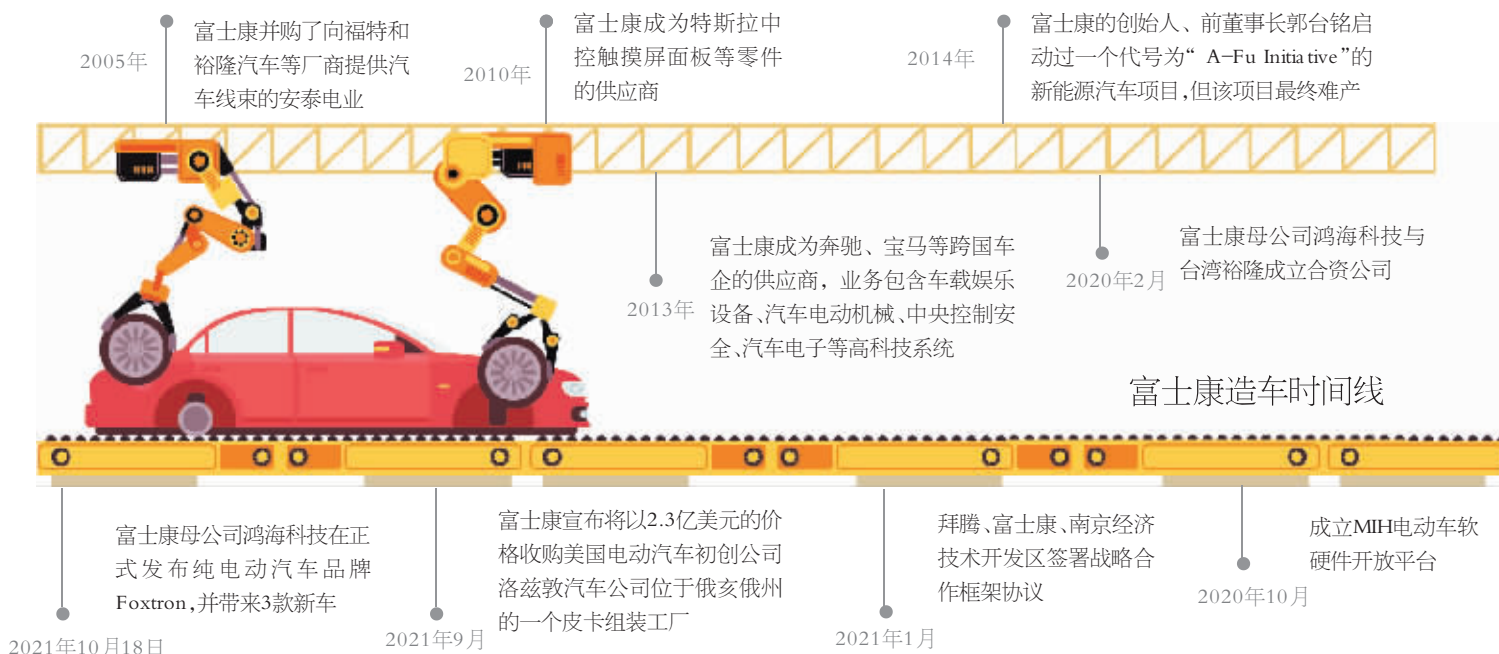 2005年
富士康并购了向福特和
裕隆汽车等厂商提供汽
车线束的安泰电业
2010年
富士康成为特斯拉中
控触摸屏面板等零件
的供应商
2014年
富士康的创始人、前董事长郭台铭启
动过一个代号为“ A-Fu Initiative”的
新能源汽车项目,但该项目最终难产
2013年
富士康成为奔驰、宝马等跨国车
企的供应商，业务包含车载娱乐
设备、汽车电动机械、中央控制安
全、汽车电子等高科技系统
2020年2月
富士康母公司鸿海科技与
台湾裕隆成立合资公司
富士康造车时间线
富士康母公司鸿海科技在正
式发布纯电动汽车品牌
Foxtron,并带来3款新车
2021年10月18日
富士康宣布将以2.3亿美元的价
格收购美国电动汽车初创公司
洛兹敦汽车公司位于俄亥俄州
的一个皮卡组装工厂
2021年9月
拜腾、富士康、南京经济
技术开发区签署战略合
作框架协议
2021年1月
成立MIH电动车软
硬件开放平台
2020年10月